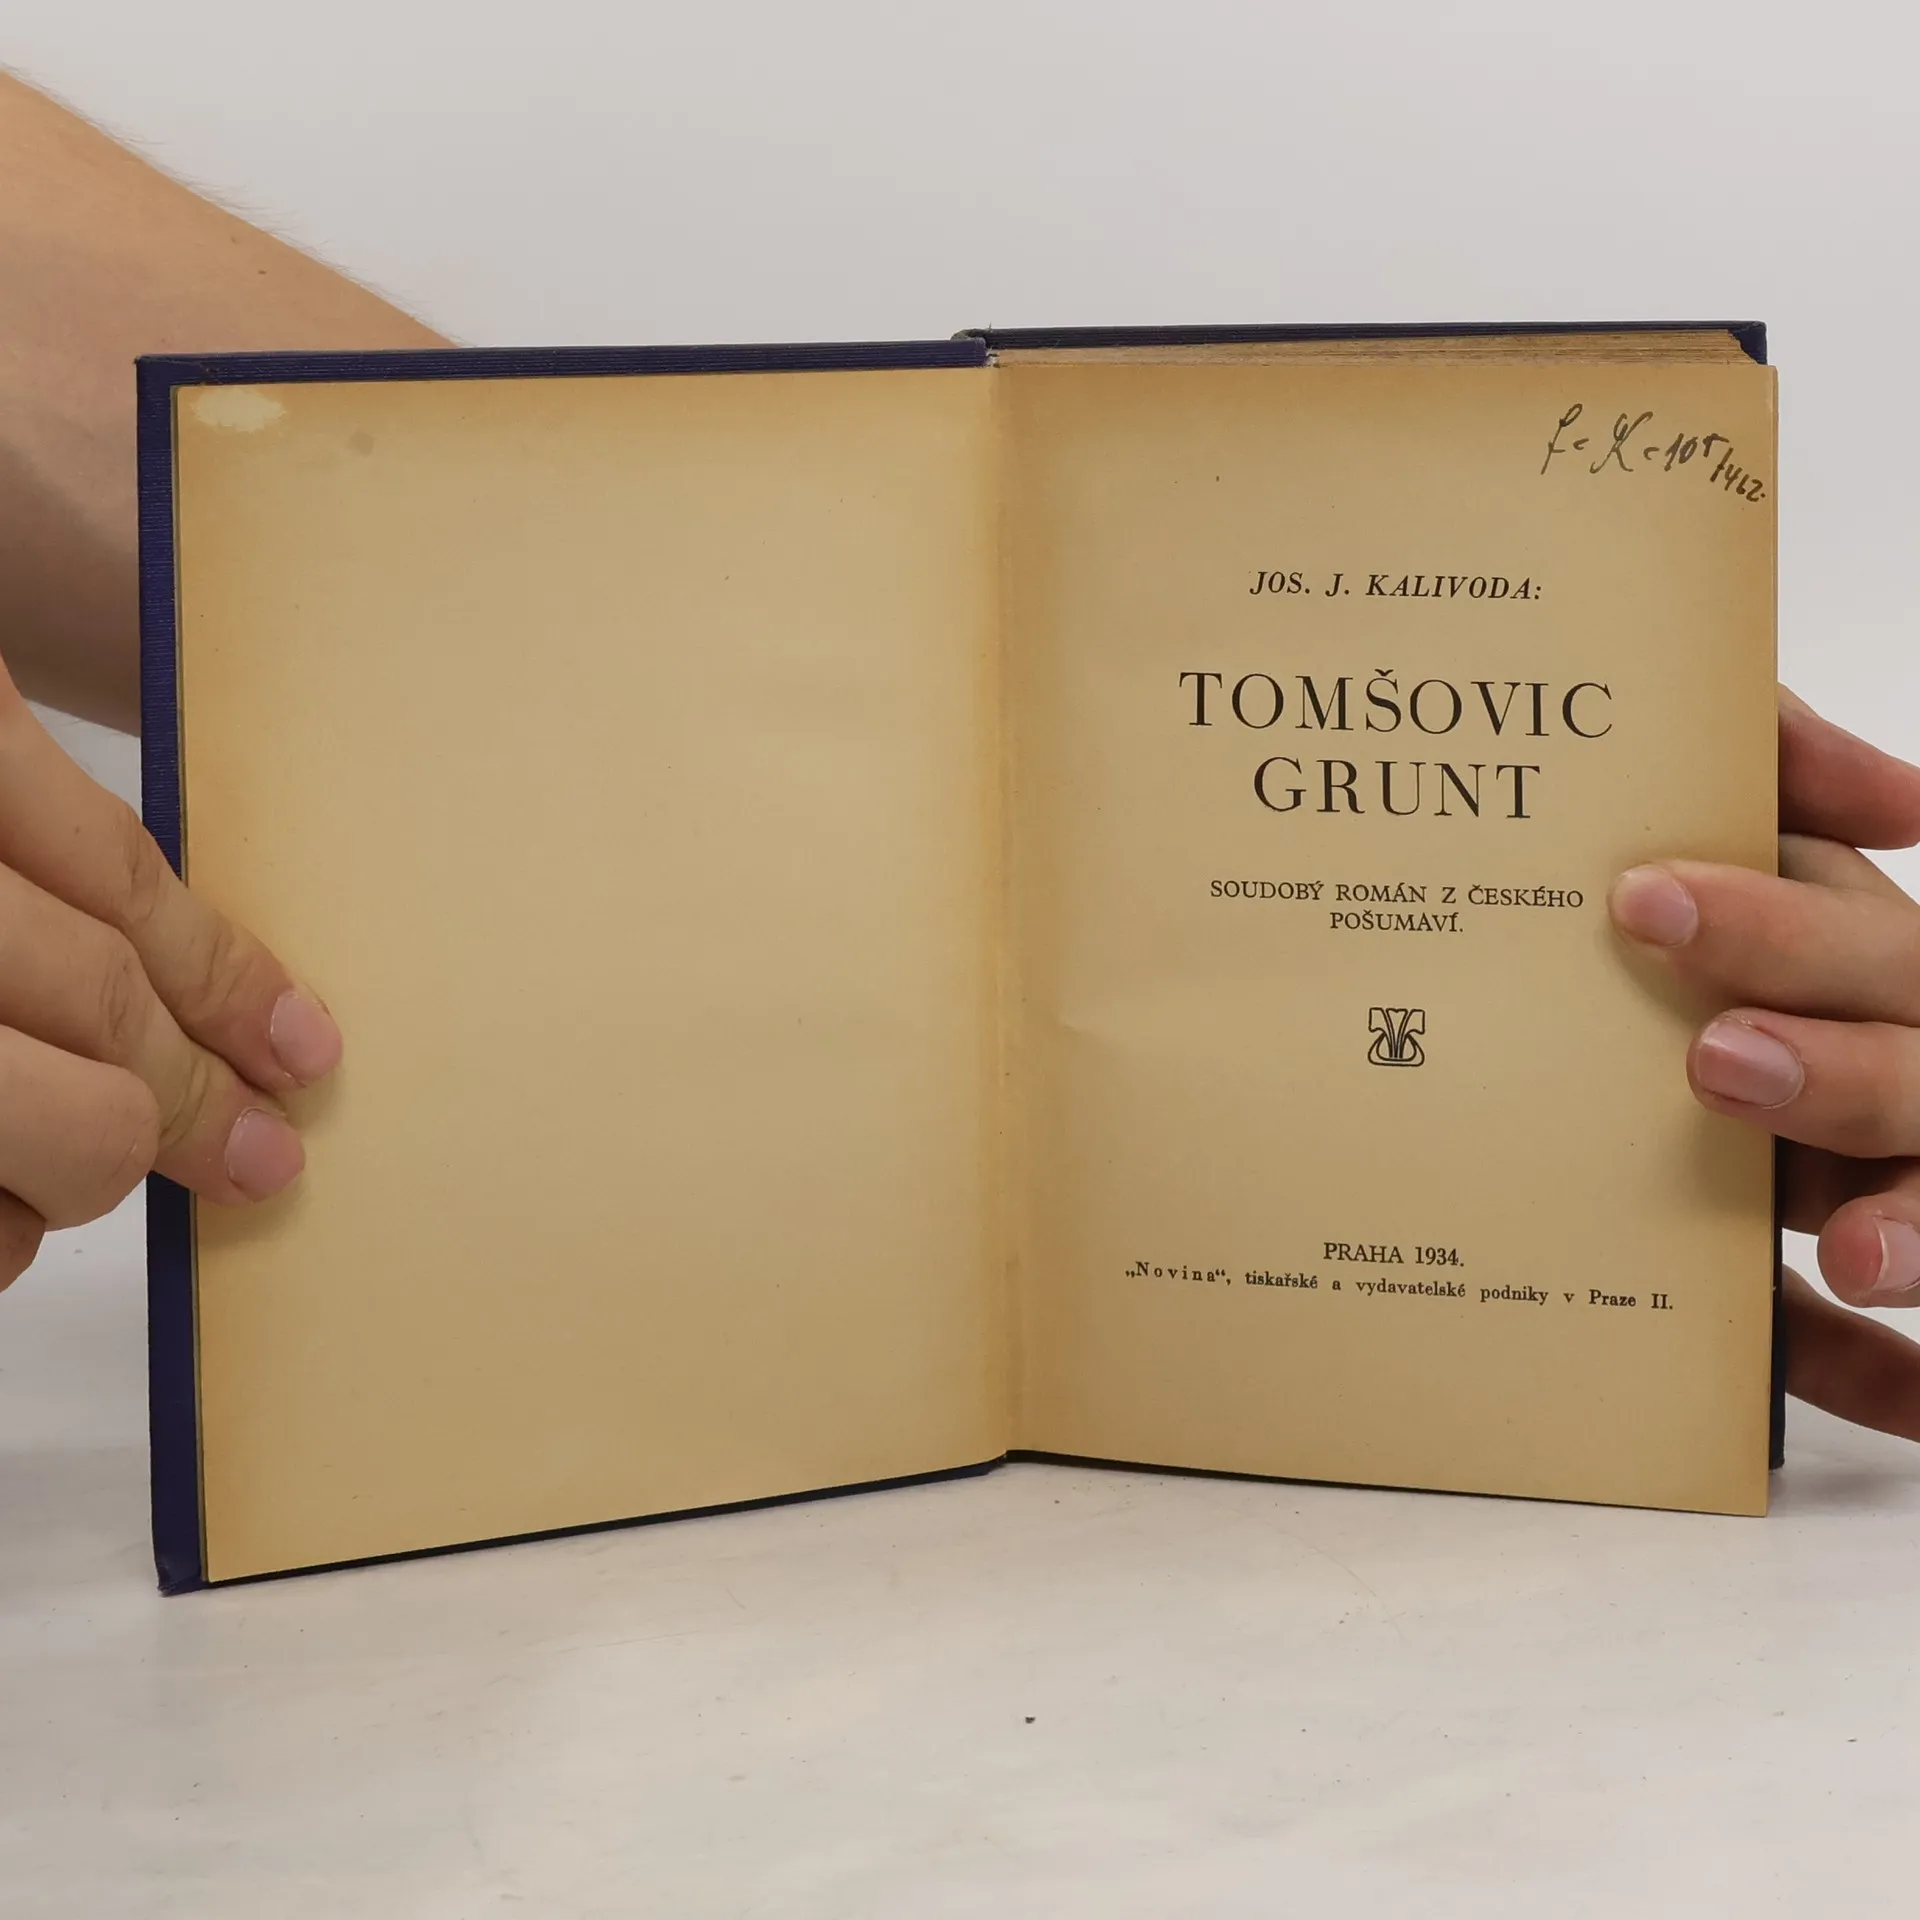 JOS. J. KALIVODA:
TOMŠOVIC
GRUNT
SOUDOBÝ ROMÁN Z ČESKÉHO
POŠUMAVÍ.
PRAHA 1934.
„Novina“, tiskařské a vydavatelské podniky v Praze II.